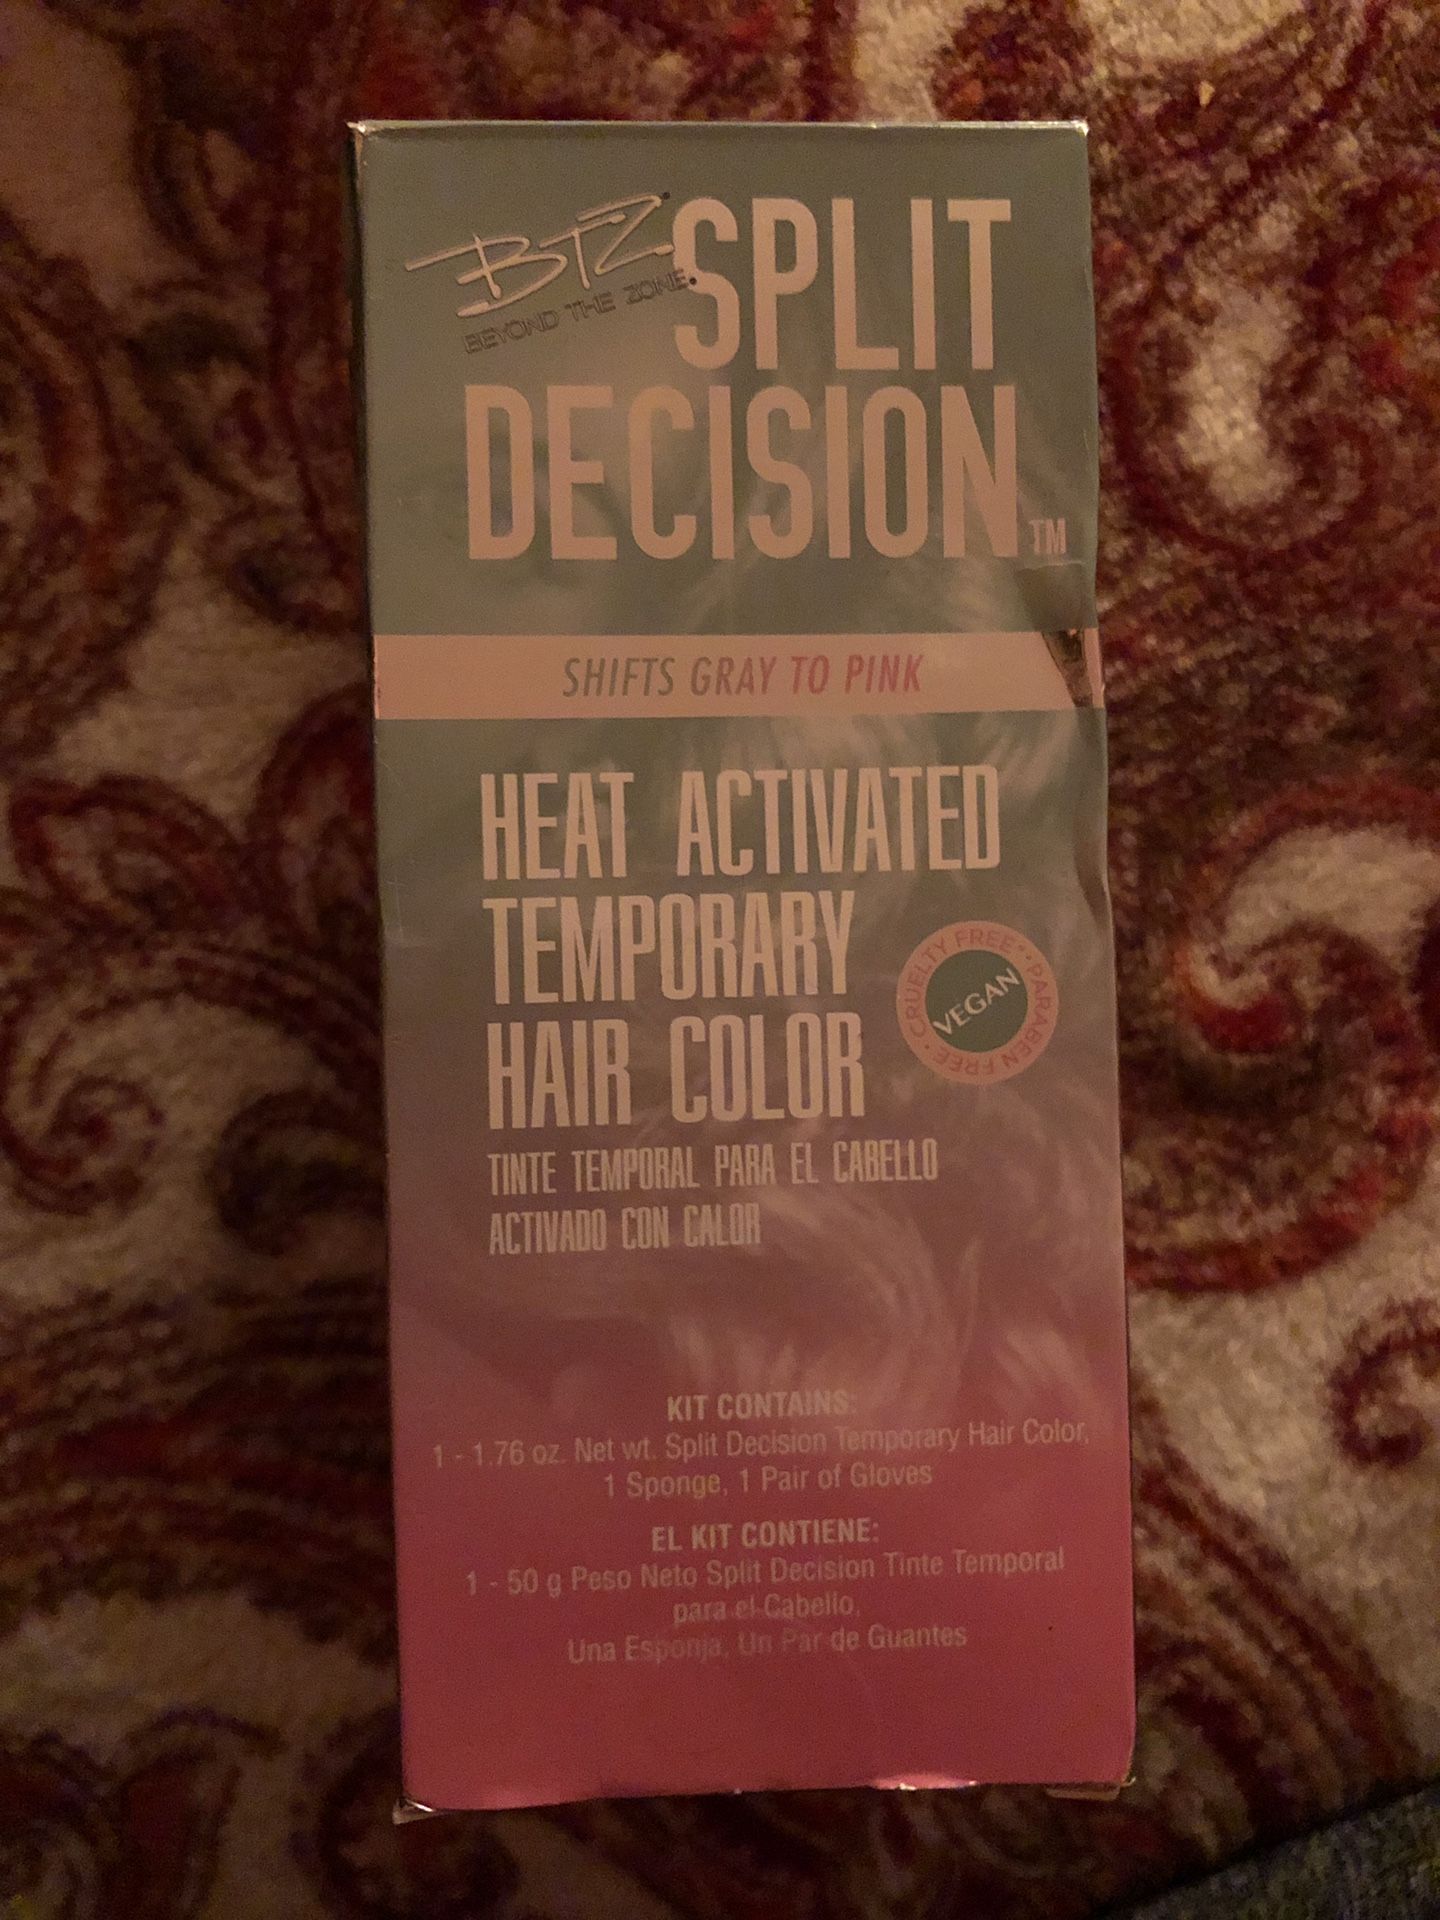 BTZ SPLIT
BEYOND THE ZONE
DECISION™
SHIFTS GRAY TO PINK
HEAT ACTIVATED
TEMPORARY
HAIR COLOR
CRUELTY FREE • PARABEN FREE •
VEGAN
TINTE TEMPORAL PARA EL CABELLO
ACTIVADO CON CALOR
KIT CONTAINS:
1 - 1.76 oz. Net wt. Split Decision Temporary Hair Color,
1 Sponge, 1 Pair of Gloves
EL KIT CONTIENE:
1 - 50 g Peso Neto Split Decision Tinte Temporal
para el Cabello,
Una Esponja, Un Par de Guantes